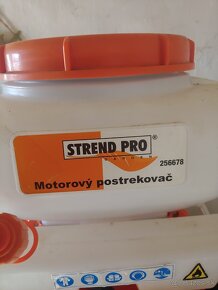 STREND PRO®
256678
Motorový postrekovač